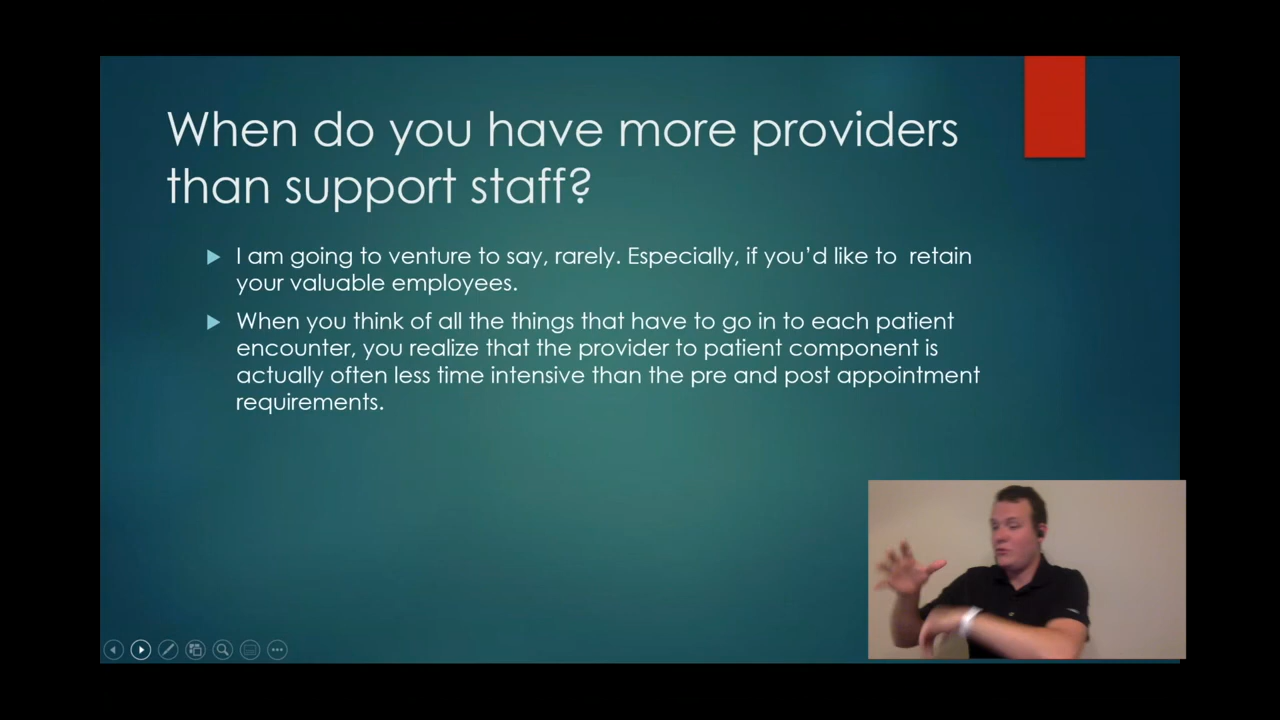 When do you have more providers
than support staff?
I am going to venture to say, rarely. Especially, if you’d like to  retain
your valuable employees.
When you think of all the things that have to go in to each patient
encounter, you realize that the provider to patient component is
actually often less time intensive than the pre and post appointment
requirements.